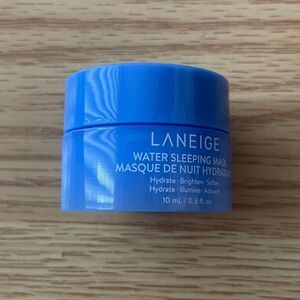 LANEIGE
WATER SLEEPING MASK
MASQUE DE NUIT HYDRATANT
Hydrate · Brighten · Soften
Hydrate · Illumine · Adoucit
10 mL / 0.3 fl. oz.